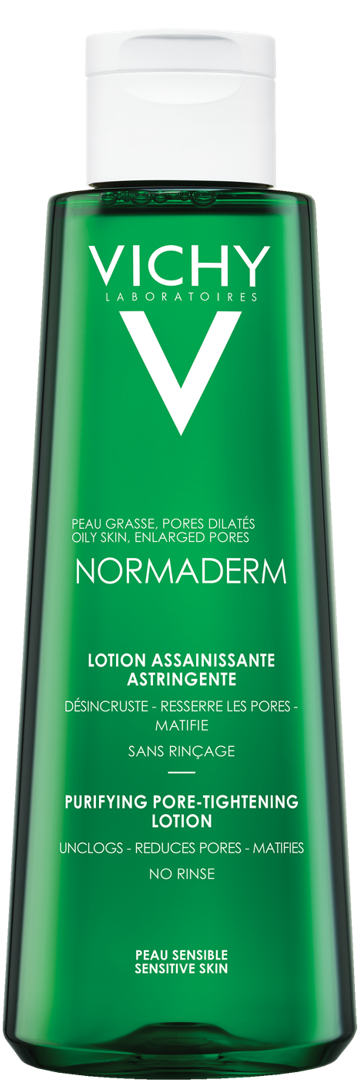 VICHY
LABORATOIRES
V
PEAU GRASSE, PORES DILATÉS
OILY SKIN, ENLARGED PORES
NORMADERM
LOTION ASSAINISSANTE
ASTRINGENTE
DÉSINCRUSTE - RESSERRE LES PORES -
MATIFIE
SANS RINÇAGE
PURIFYING PORE-TIGHTENING
LOTION
UNCLOGS - REDUCES PORES - MATIFIES
NO RINSE
PEAU SENSIBLE
SENSITIVE SKIN